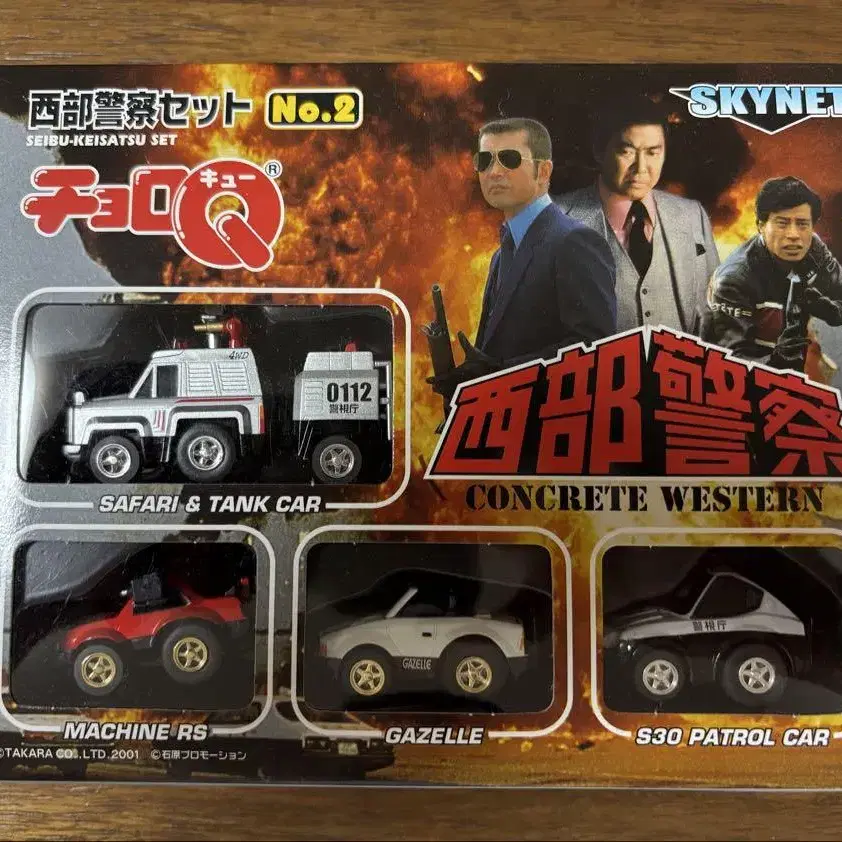 西部警察セット No.2
SEIBU-KEISATSU SET
チョロQ®
キュー
SKYNET
4WD
0112
警視庁
SAFARI & TANK CAR
西部警察
CONCRETE WESTERN
GAZELLE
警視庁
MACHINE RS
GAZELLE
S30 PATROL CAR
©TAKARA CO.,LTD. 2001 ©石原プロモーション